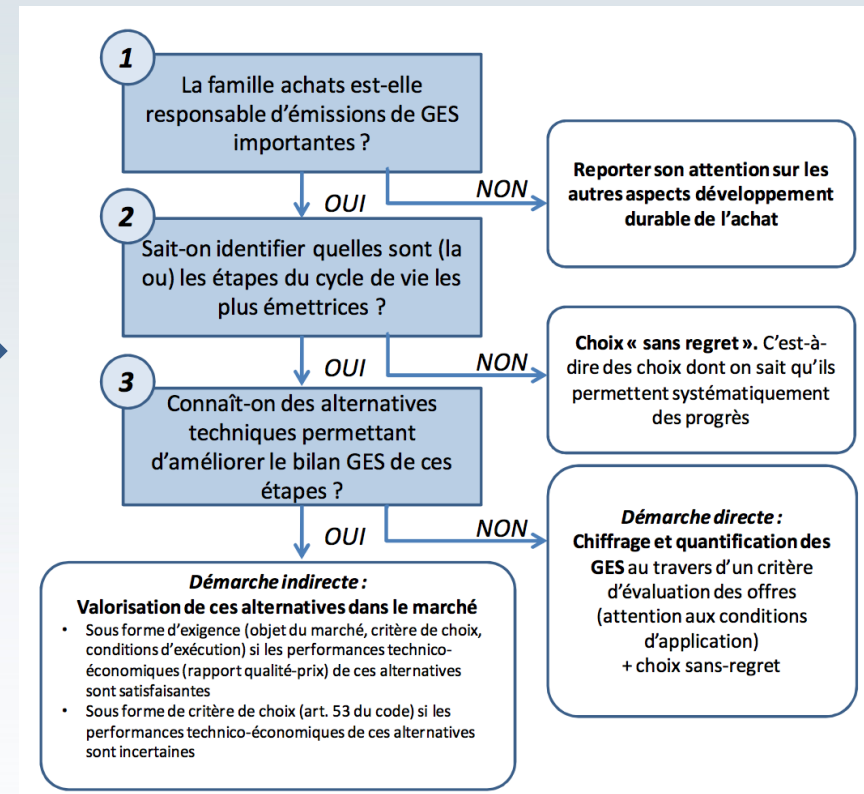 1
La famille achats est-elle
responsable d'émissions de GES
importantes ?
OUI
NON
Reporter son attention sur les
autres aspects développement
durable de l'achat
2
Sait-on identifier quelles sont (la
ou) les étapes du cycle de vie les
plus émettrices ?
OUI
NON
Choix « sans regret ». C'est-à-
dire des choix dont on sait qu'ils
permettent systématiquement
des progrès
3
Connaît-on des alternatives
techniques permettant
d'améliorer le bilan GES de ces
étapes ?
OUI
NON
Démarche directe :
Chiffrage et quantification des
GES au travers d'un critère
d'évaluation des offres
(attention aux conditions
d'application)
+ choix sans-regret
Démarche indirecte :
Valorisation de ces alternatives dans le marché
• Sous forme d'exigence (objet du marché, critère de choix,
conditions d'exécution) si les performances technico-
économiques (rapport qualité-prix) de ces alternatives
sont satisfaisantes
• Sous forme de critère de choix (art. 53 du code) si les
performances technico-économiques de ces alternatives
sont incertaines